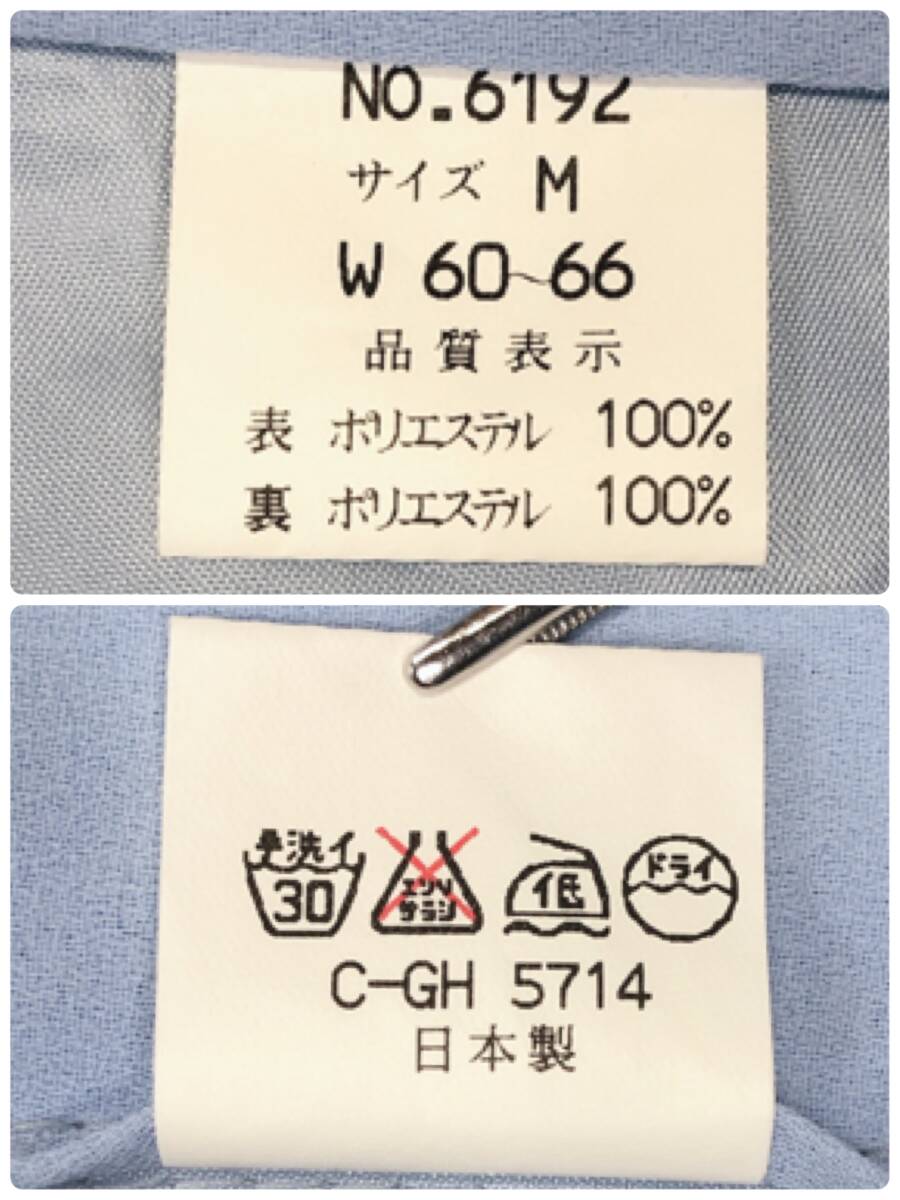 NO.6192
サイズ M
W 60~66
品質表示
表 ポリエステル 100%
裏 ポリエステル 100%
手洗イ 30 エンソサラシ 低 ドライ
C-GH 5714
日本製